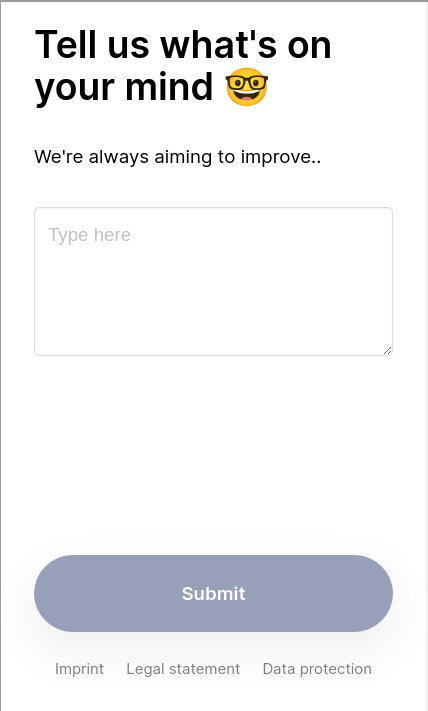 Tell us what's on
your mind 🤓
We're always aiming to improve..
Type here
Submit
Imprint Legal statement Data protection